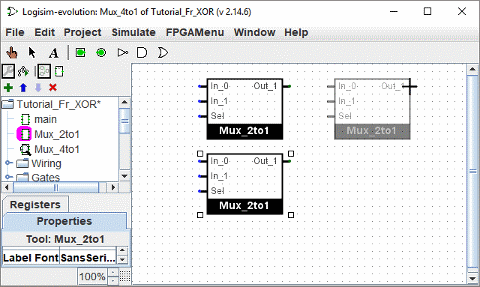 Logisim-evolution: Mux_4to1 of Tutorial_Fr_XOR (v 2.14.6)
File Edit Project Simulate FPGAMenu Window Help
A
Tutorial_Fr_XOR*
main
Mux_2to1
Mux_4to1
Wiring
Gates
Registers
Properties
Tool: Mux_2to1
Label Font SansSeri...
100%
In_0 Out_1
In_1
Sel
Mux_2to1
In_0 Out_1
In_1
Sel
Mux_2to1
In_0 Out_1
In_1
Sel
Mux_2to1